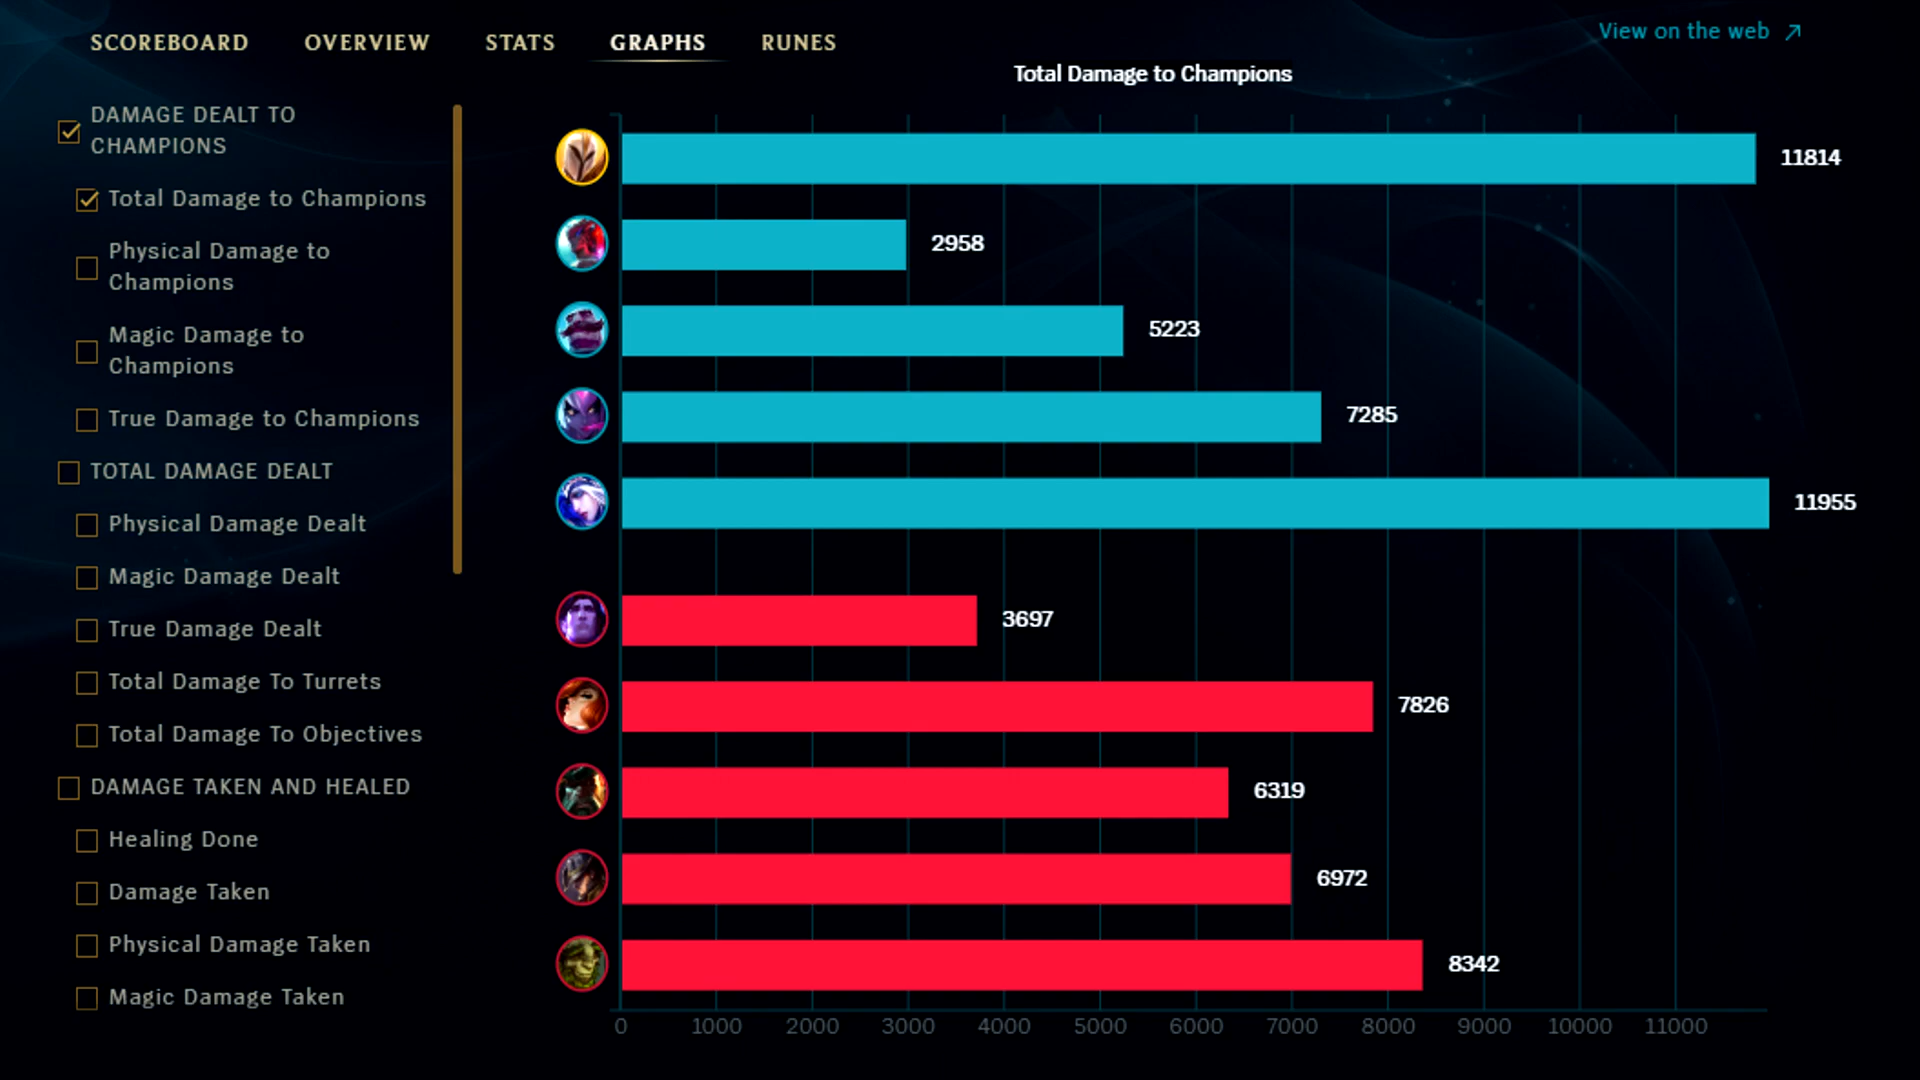 SCOREBOARD OVERVIEW STATS GRAPHS RUNES
View on the web
Total Damage to Champions
DAMAGE DEALT TO
CHAMPIONS
Total Damage to Champions
Physical Damage to
Champions
Magic Damage to
Champions
True Damage to Champions
TOTAL DAMAGE DEALT
Physical Damage Dealt
Magic Damage Dealt
True Damage Dealt
Total Damage To Turrets
Total Damage To Objectives
DAMAGE TAKEN AND HEALED
Healing Done
Damage Taken
Physical Damage Taken
Magic Damage Taken
11814
2958
5223
7285
11955
3697
7826
6319
6972
8342
0 1000 2000 3000 4000 5000 6000 7000 8000 9000 10000 11000